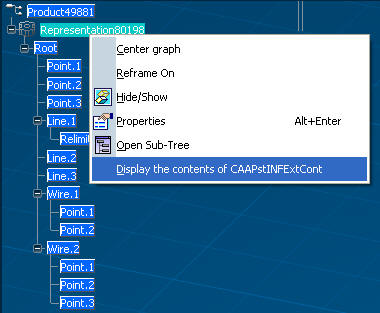 Product49881
Representation80198
Root
Point.1
Point.2
Point.3
Line.1
Relimit
Line.2
Line.3
Wire.1
Point.1
Point.2
Wire.2
Point.1
Point.2
Point.3
Center graph
Reframe On
Hide/Show
Properties Alt+Enter
Open Sub-Tree
Display the contents of CAAPstINFExtCont